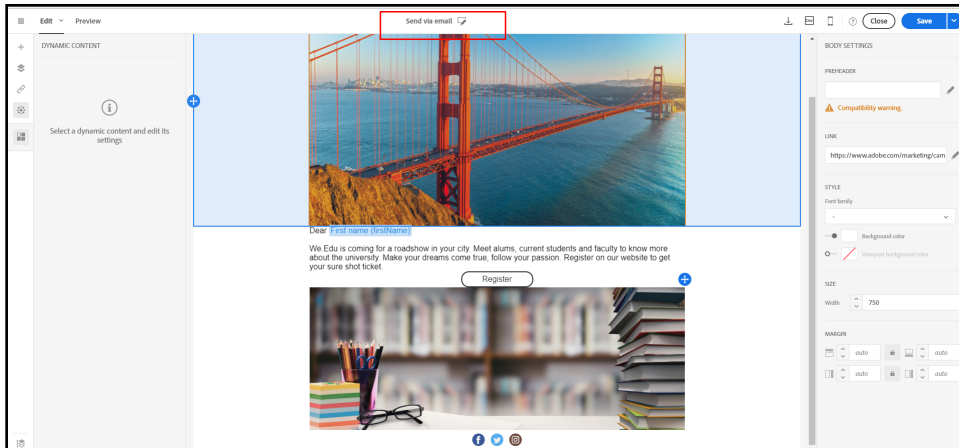 Edit
Preview
Send via email
Close
Save
DYNAMIC CONTENT
Select a dynamic content and edit its
settings
Dear First name (firstName)
We.Edu is coming for a roadshow in your city. Meet alums, current students and faculty to know more
about the university. Make your dreams come true, follow your passion. Register on our website to get
your sure shot ticket.
Register
BODY SETTINGS
PREHEADER
Compatibility warning.
LINK
https://www.adobe.com/marketing/cam
STYLE
Font family
-
Background color
Viewport background color
SIZE
Width 750
MARGIN
auto auto
auto auto